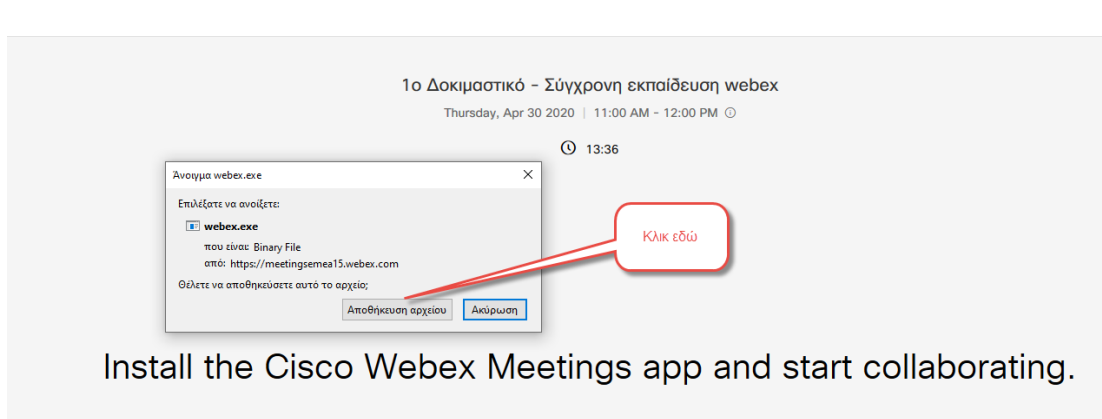 1ο Δοκιμαστικό - Σύγχρονη εκπαίδευση webex
Thursday, Apr 30 2020 | 11:00 AM - 12:00 PM
13:36
Άνοιγμα webex.exe
Επιλέξατε να ανοίξετε:
webex.exe
που είναι: Binary File
από: https://meetingsemea15.webex.com
Θέλετε να αποθηκεύσετε αυτό το αρχείο;
Αποθήκευση αρχείου Ακύρωση
Κλικ εδώ
Install the Cisco Webex Meetings app and start collaborating.